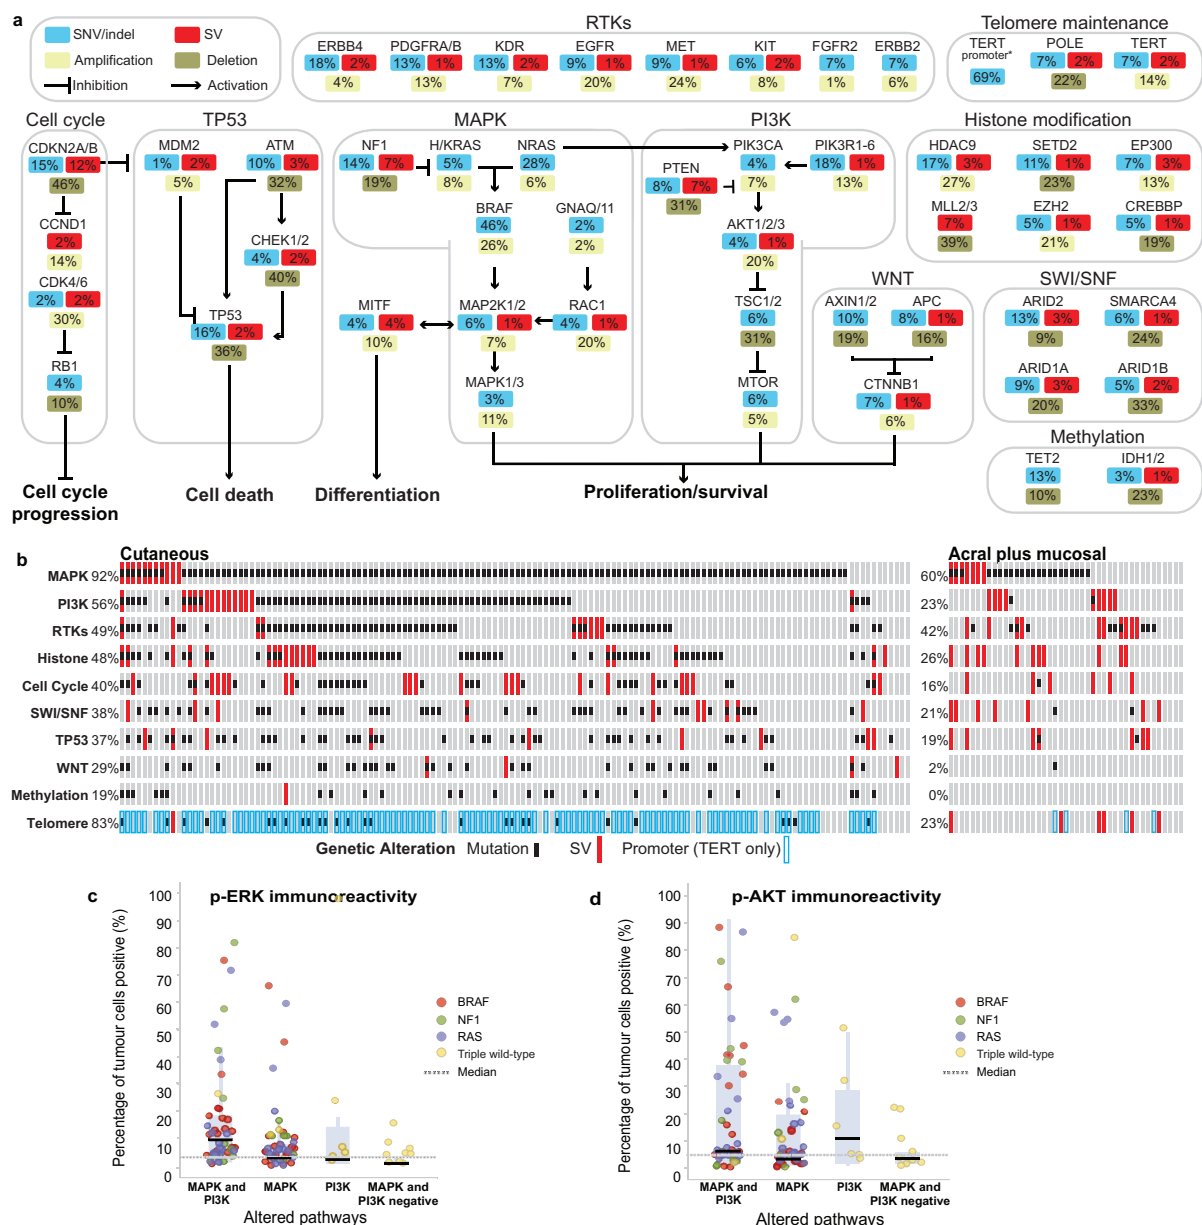 a
SNV/indel SV
Amplification Deletion
Inhibition Activation
RTKs
ERBB4 PDGFRA/B KDR EGFR MET KIT FGFR2 ERBB2
18% 2% 13% 1% 13% 2% 9% 1% 9% 1% 6% 2% 7% 7%
4% 13% 7% 20% 24% 8% 1% 6%
Telomere maintenance
TERT promoter* POLE TERT
69% 7% 2% 7% 2%
22% 14%
Cell cycle
CDKN2A/B
15% 12%
46%
CCND1
2%
14%
CDK4/6
2% 2%
30%
RB1
4%
10%
Cell cycle
progression
TP53
MDM2 ATM
1% 2% 10% 3%
5% 32%
CHEK1/2
4% 2%
40%
TP53
16% 2%
36%
Cell death
MAPK
NF1 H/KRAS NRAS
14% 7% 5% 28%
19% 8% 6%
BRAF GNAQ/11
46% 2%
26% 2%
MITF MAP2K1/2 RAC1
4% 4% 6% 1% 4% 1%
10% 7% 20%
MAPK1/3
3%
11%
Differentiation
PI3K
PIK3CA PIK3R1-6
4% 18% 1%
7% 13%
PTEN
8% 7%
31%
AKT1/2/3
4% 1%
20%
TSC1/2
6%
31%
MTOR
6%
5%
Proliferation/survival
WNT
AXIN1/2 APC
10% 8% 1%
19% 16%
CTNNB1
7% 1%
6%
Histone modification
HDAC9 SETD2 EP300
17% 3% 11% 1% 7% 3%
27% 23% 13%
MLL2/3 EZH2 CREBBP
7% 5% 1% 5% 1%
39% 21% 19%
SWI/SNF
ARID2 SMARCA4
13% 3% 6% 1%
9% 24%
ARID1A ARID1B
9% 3% 5% 2%
20% 33%
Methylation
TET2 IDH1/2
13% 3% 1%
10% 23%
b
Cutaneous Acral plus mucosal
MAPK 92% 60%
PI3K 56% 23%
RTKs 49% 42%
Histone 48% 26%
Cell Cycle 40% 16%
SWI/SNF 38% 21%
TP53 37% 19%
WNT 29% 2%
Methylation 19% 0%
Telomere 83% 23%
Genetic Alteration Mutation SV Promoter (TERT only)
c
p-ERK immunoreactivity
Percentage of tumour cells positive (%)
100
90
80
70
60
50
40
30
20
10
0
BRAF
NF1
RAS
Triple wild-type
Median
MAPK and PI3K MAPK PI3K MAPK and PI3K negative
Altered pathways
d
p-AKT immunoreactivity
Percentage of tumour cells positive (%)
100
90
80
70
60
50
40
30
20
10
0
BRAF
NF1
RAS
Triple wild-type
Median
MAPK and PI3K MAPK PI3K MAPK and PI3K negative
Altered pathways